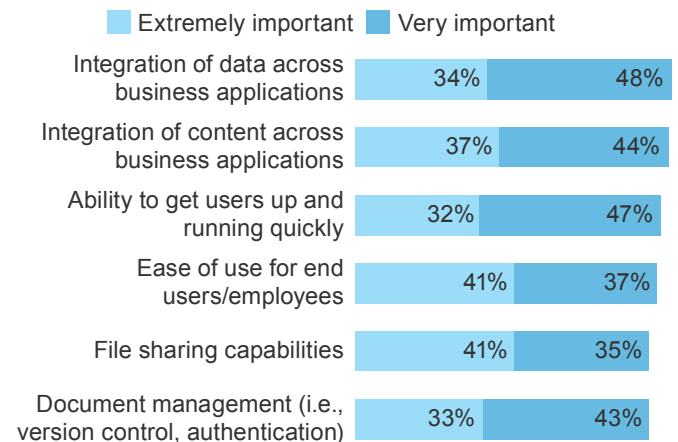 Extremely important Very important
Integration of data across
business applications
34% 48%
Integration of content across
business applications
37% 44%
Ability to get users up and
running quickly
32% 47%
Ease of use for end
users/employees
41% 37%
File sharing capabilities
41% 35%
Document management (i.e.,
version control, authentication)
33% 43%